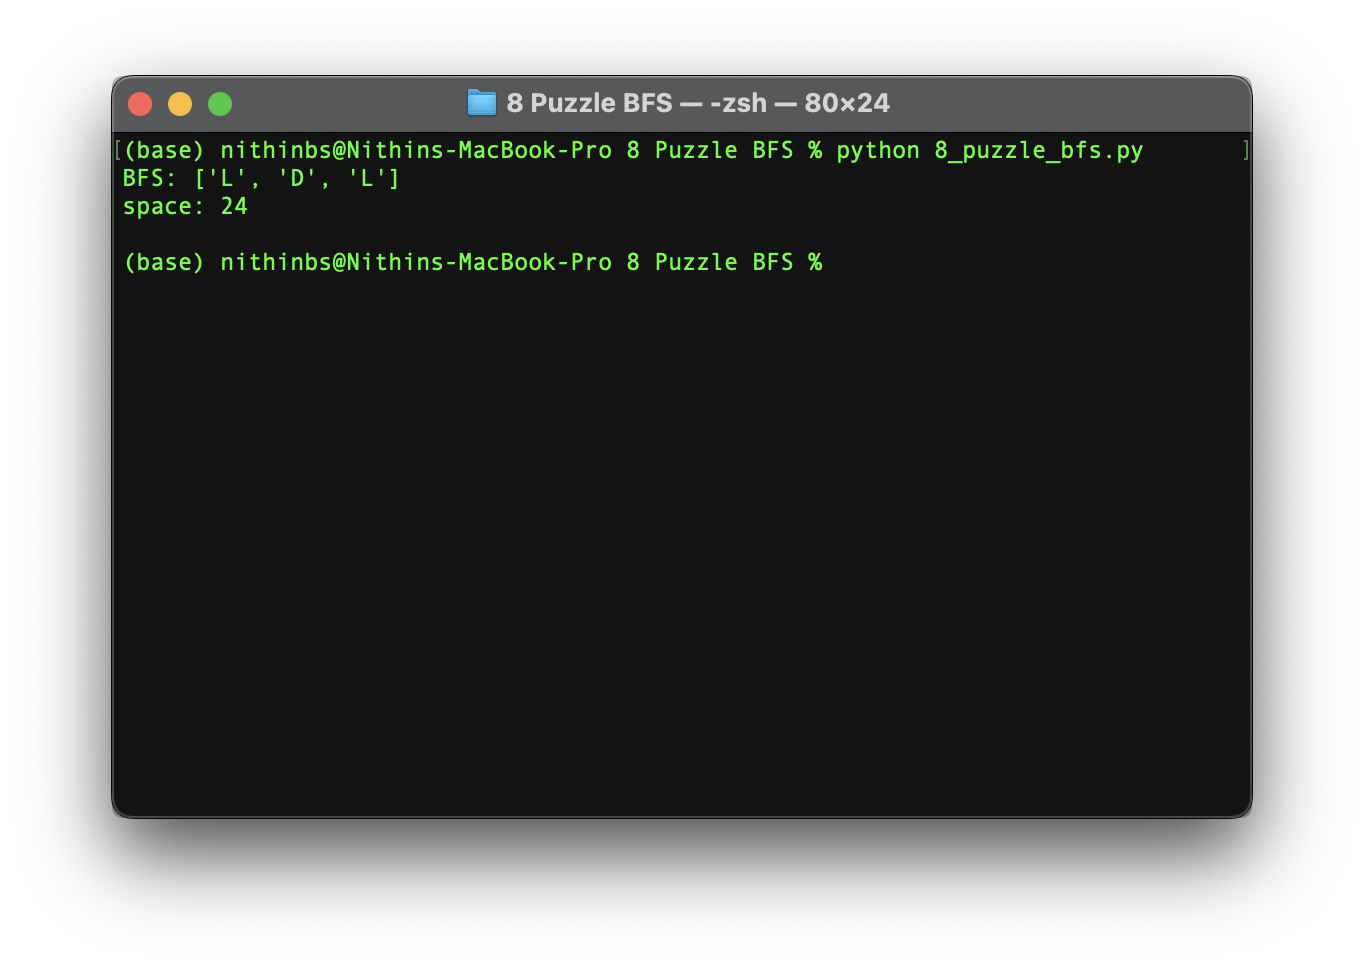 8 Puzzle BFS — -zsh — 80×24
[(base) nithinbs@Nithins-MacBook-Pro 8 Puzzle BFS % python 8_puzzle_bfs.py ]
BFS: ['L', 'D', 'L']
space: 24
(base) nithinbs@Nithins-MacBook-Pro 8 Puzzle BFS %